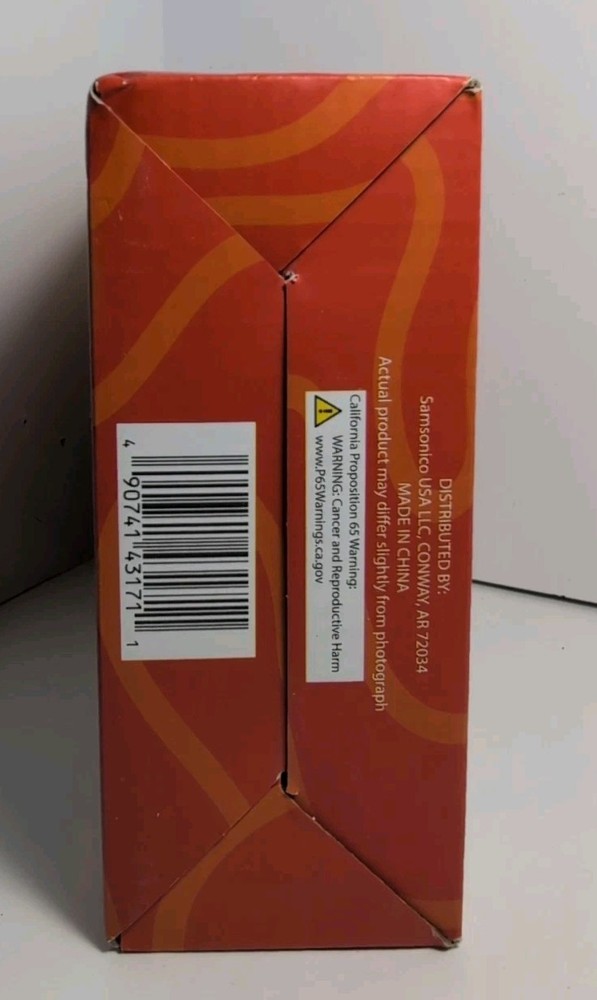 DISTRIBUTED BY:
Samsonico USA LLC, CONWAY, AR 72034
MADE IN CHINA
Actual product may differ slightly from photograph
California Proposition 65 Warning:
WARNING: Cancer and Reproductive Harm
www.P65Warnings.ca.gov
4 90741 43171 1